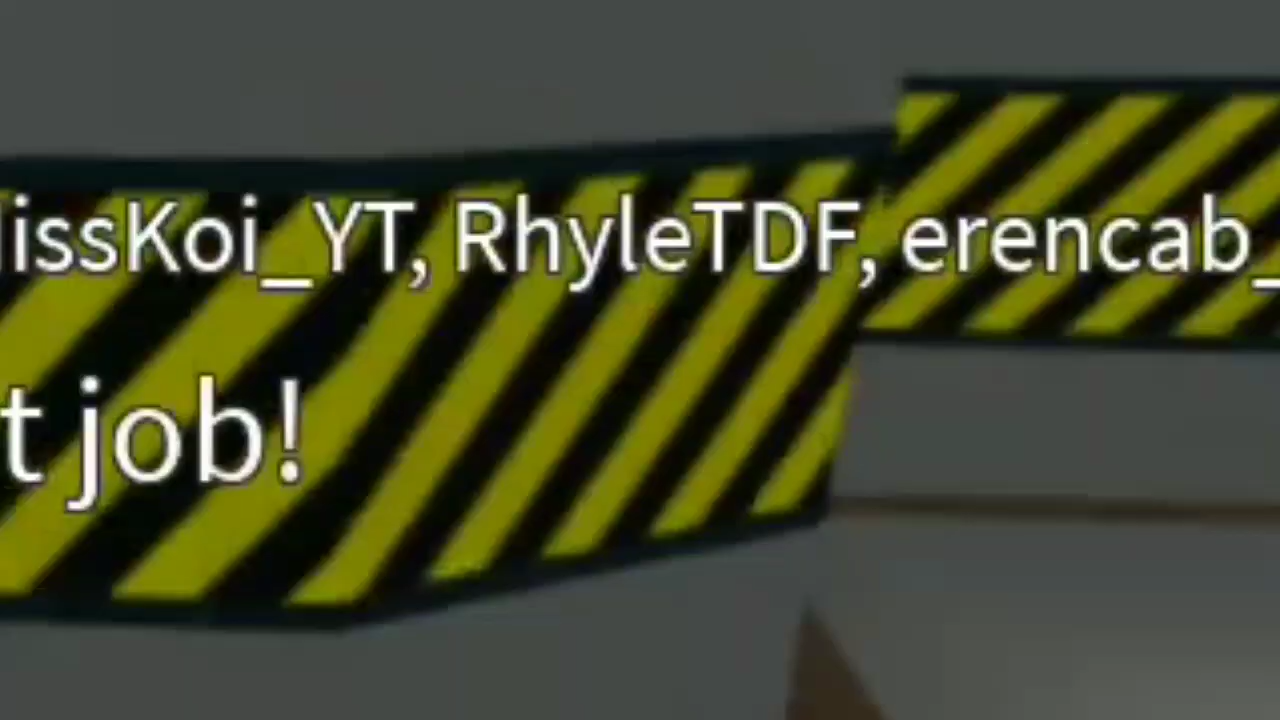 issKoi_YT, RhyleTDF, erencab_
t job!